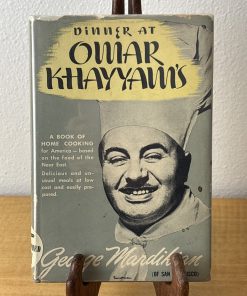 DINNER AT
OMAR
KHAYYAM'S
A BOOK OF
HOME COOKING
for America—based
on the food of the
Near East.
Delicious and un-
usual meals at low
cost and easily pre-
pared.
George Mardikian
(OF SAN FRANCISCO)